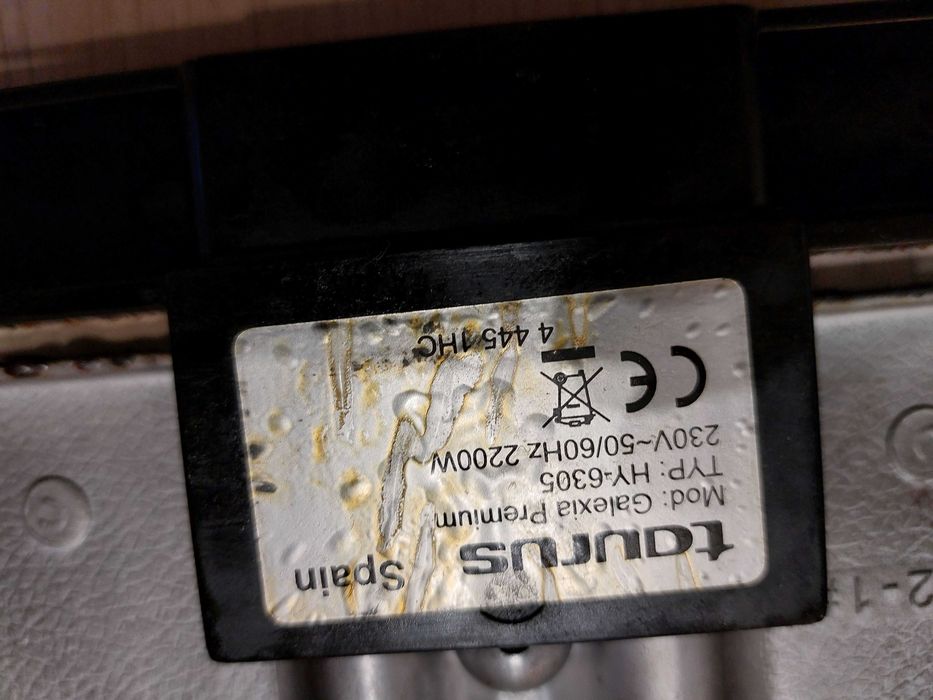 taurus Spain
Mod: Galexia Premium
TYP: HY-6305
230V~50/60Hz 2200W
CE
4 445 1HC